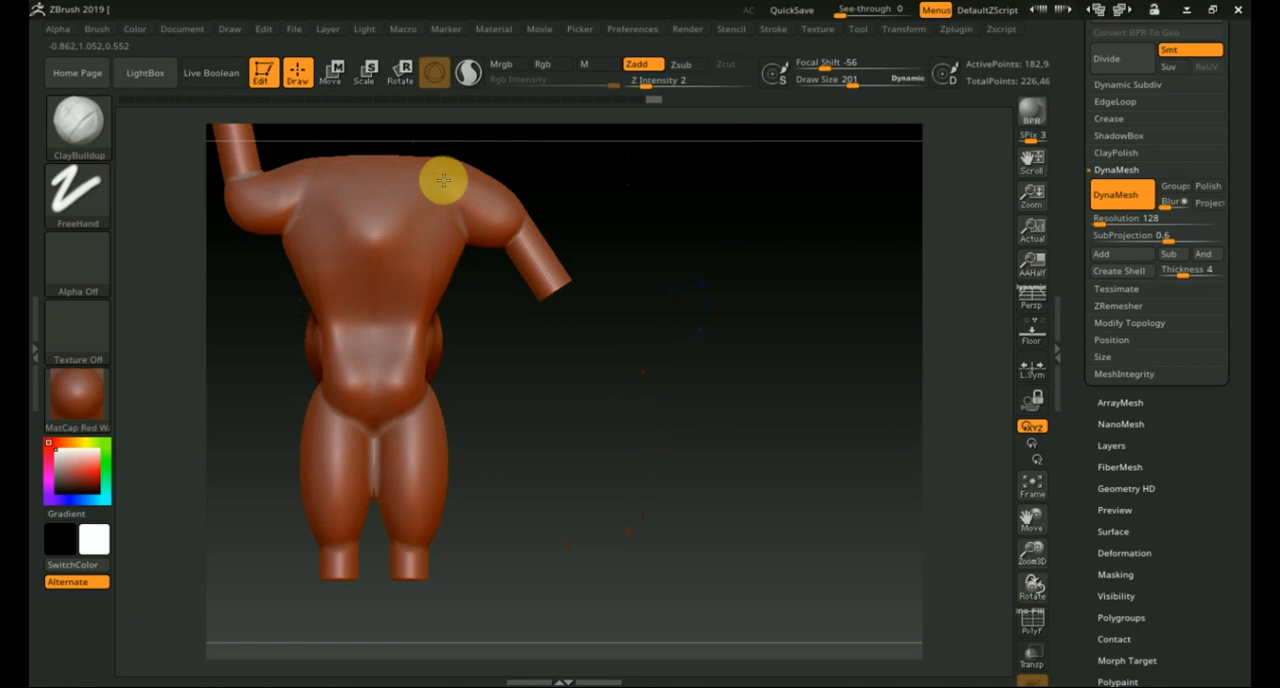 ZBrush 2019 [
AC QuickSave See-through 0 Menus DefaultZScript
Alpha Brush Color Document Draw Edit File Layer Light Macro Marker Material Movie Picker Preferences Render Stencil Stroke Texture Tool Transform Zplugin Zscript
-0.862,1.052,0.552
Home Page LightBox Live Boolean Edit Draw Move Scale Rotate
Mrgb Rgb M Zadd Zsub Zcut
Rgb Intensity Z Intensity 2
S Focal Shift -56
Draw Size 201 Dynamic D
ActivePoints: 182,9
TotalPoints: 226,46
ClayBuildup
FreeHand
Alpha Off
Texture Off
MatCap Red W
Gradient
SwitchColor
Alternate
BPR
SPix 3
Scroll
Zoom
Actual
AAHalf
Dynamic
Persp
Floor
L.Sym
XYZ
Frame
Move
Zoom3D
Rotate
Line Fill
PolyF
Transp
Convert BPR To Geo
Divide Smt
Suv ReUV
Dynamic Subdiv
EdgeLoop
Crease
ShadowBox
ClayPolish
DynaMesh
DynaMesh Groups Polish
Blur Project
Resolution 128
SubProjection 0.6
Add Sub And
Create Shell Thickness 4
Tessimate
ZRemesher
Modify Topology
Position
Size
MeshIntegrity
ArrayMesh
NanoMesh
Layers
FiberMesh
Geometry HD
Preview
Surface
Deformation
Masking
Visibility
Polygroups
Contact
Morph Target
Polypaint